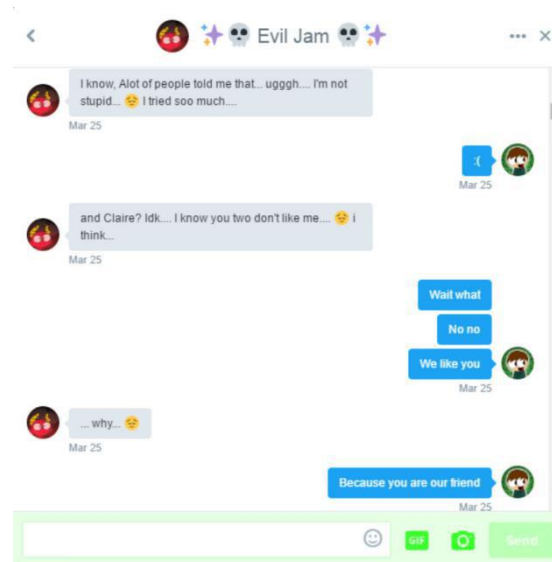 Evil Jam
I know, Alot of people told me that... ugggh.... I'm not
stupid... 😔 I tried soo much....
Mar 25
:(
Mar 25
and Claire? Idk.... I know you two don't like me.... 😔 i
think...
Mar 25
Wait what
No no
We like you
Mar 25
... why... 😔
Mar 25
Because you are our friend
Mar 25
GIF
Send